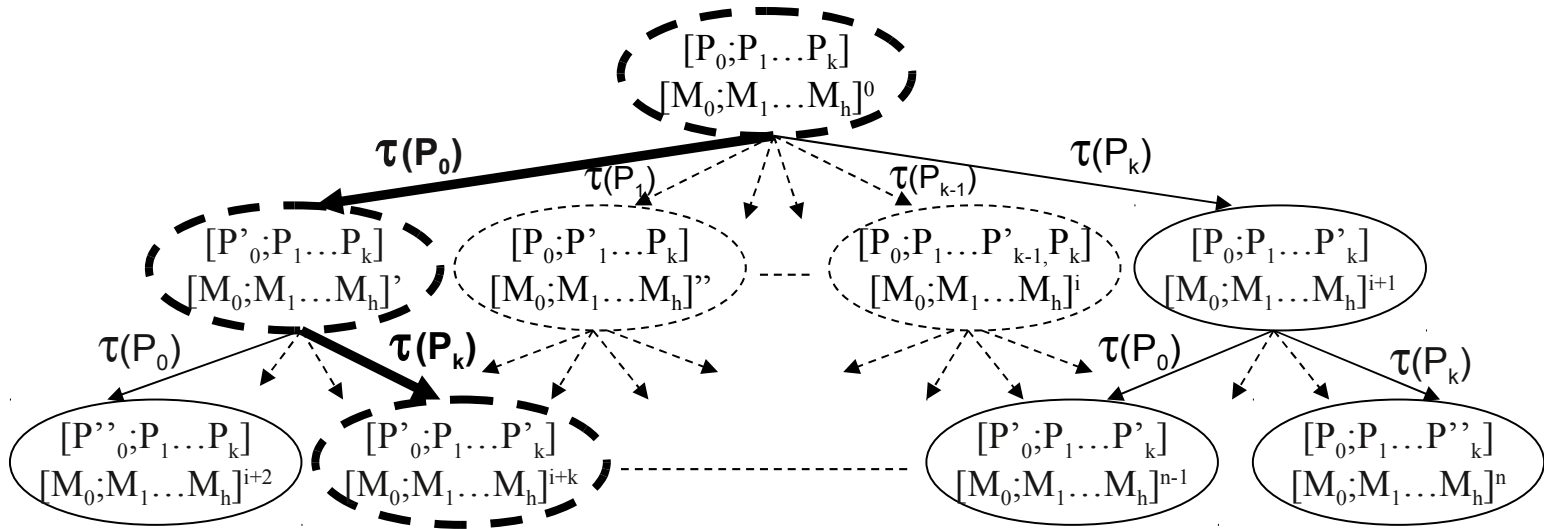 [P₀;P₁…Pₖ]
[M₀;M₁…Mₕ]⁰
τ(P₀)
τ(P₁)
τ(Pₖ₋₁)
τ(Pₖ)
[P’₀;P₁…Pₖ]
[M₀;M₁…Mₕ]’
[P₀;P’₁…Pₖ]
[M₀;M₁…Mₕ]”
[P₀;P₁…P’ₖ₋₁,Pₖ]
[M₀;M₁…Mₕ]ⁱ
[P₀;P₁…P’ₖ]
[M₀;M₁…Mₕ]ⁱ⁺¹
τ(P₀)
τ(Pₖ)
τ(P₀)
τ(Pₖ)
[P’’₀;P₁…Pₖ]
[M₀;M₁…Mₕ]ⁱ⁺²
[P’₀;P₁…P’ₖ]
[M₀;M₁…Mₕ]ⁱ⁺ᵏ
[P’₀;P₁…P’ₖ]
[M₀;M₁…Mₕ]ⁿ⁻¹
[P₀;P₁…P’’ₖ]
[M₀;M₁…Mₕ]ⁿ